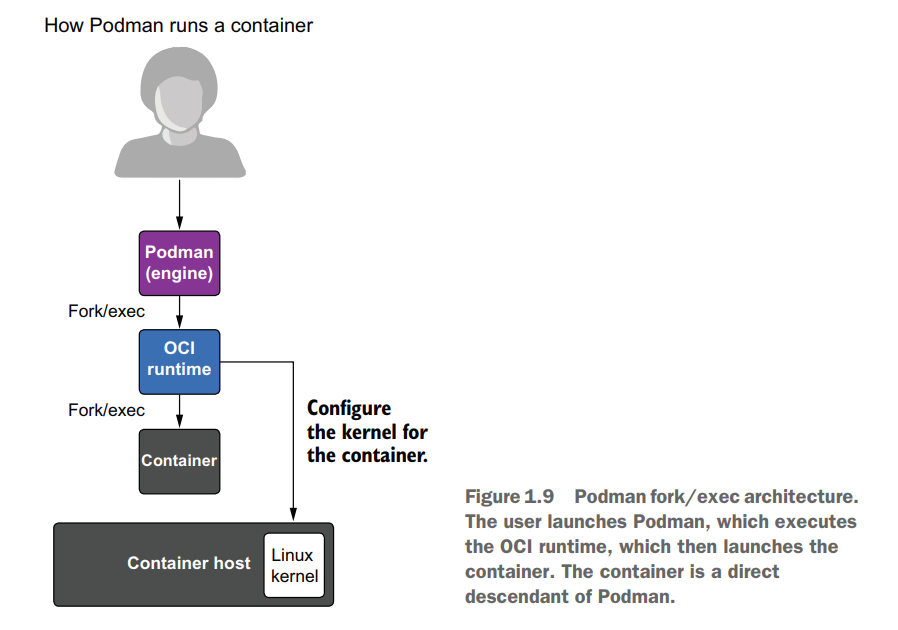 How Podman runs a container
Podman
(engine)
Fork/exec
OCI
runtime
Fork/exec
Configure
the kernel for
the container.
Container
Container host
Linux
kernel
Figure 1.9 Podman fork/exec architecture.
The user launches Podman, which executes
the OCI runtime, which then launches the
container. The container is a direct
descendant of Podman.